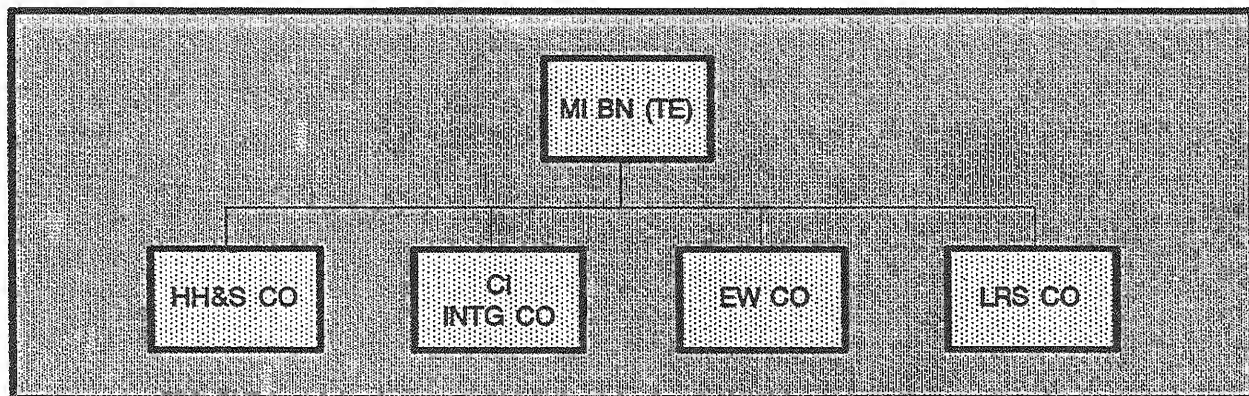 MI BN (TE)
HH&S CO
CI
INTG CO
EW CO
LRS CO